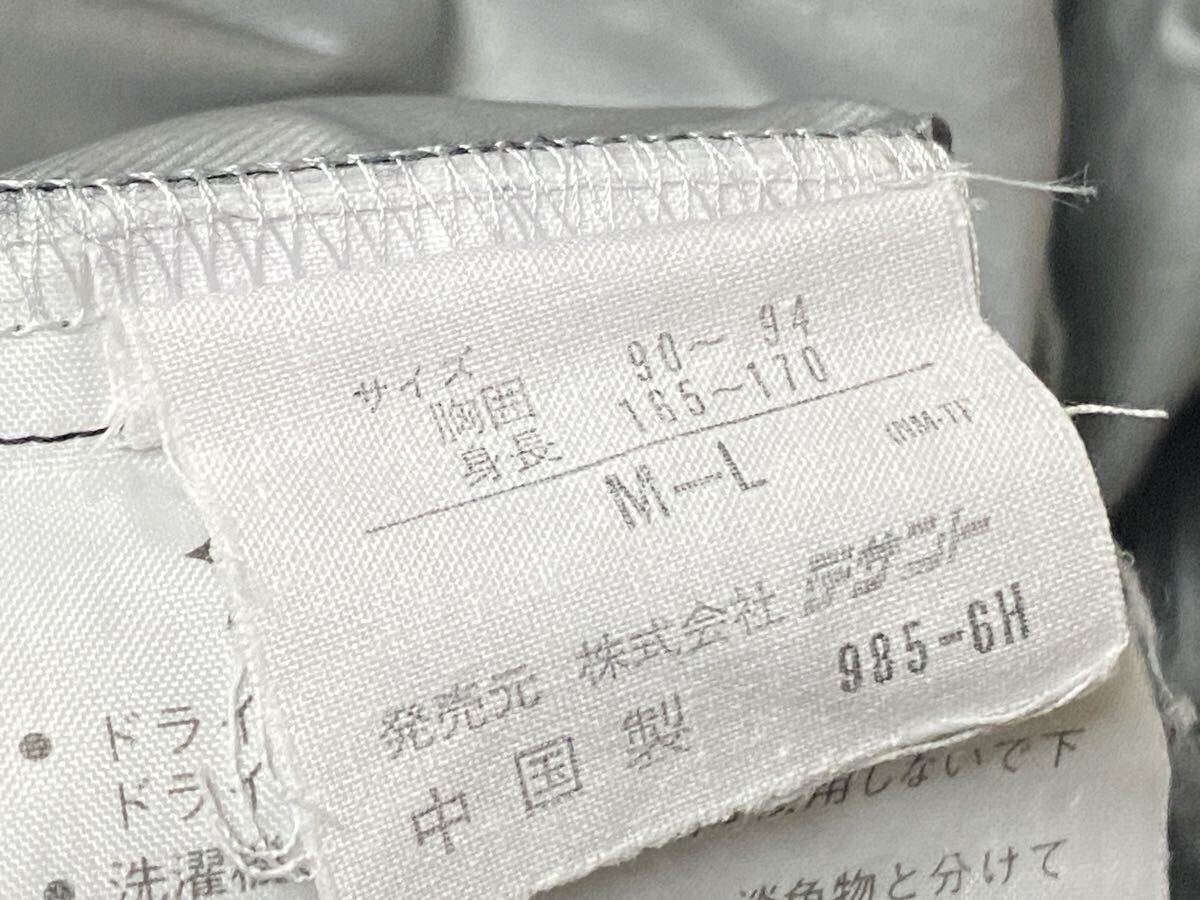 サイズ
胸囲 90～94
身長 165～170
M-L
発売元 株式会社 デサント
985-6H
中国製
● ドライ
ドライ
用しないで下
● 洗濯
淡色物と分けて